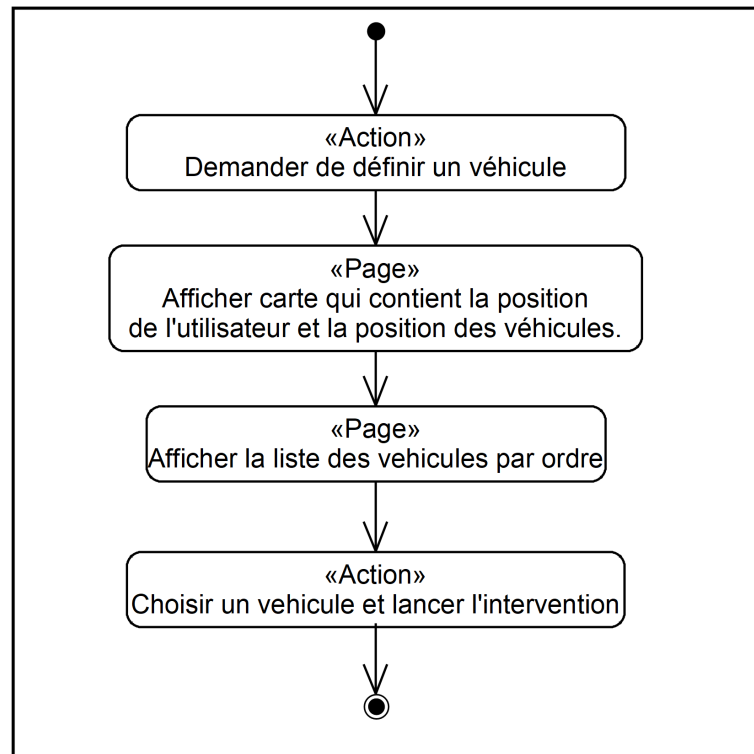 «Action»
Demander de définir un véhicule
«Page»
Afficher carte qui contient la position
de l'utilisateur et la position des véhicules.
«Page»
Afficher la liste des vehicules par ordre
«Action»
Choisir un vehicule et lancer l'intervention